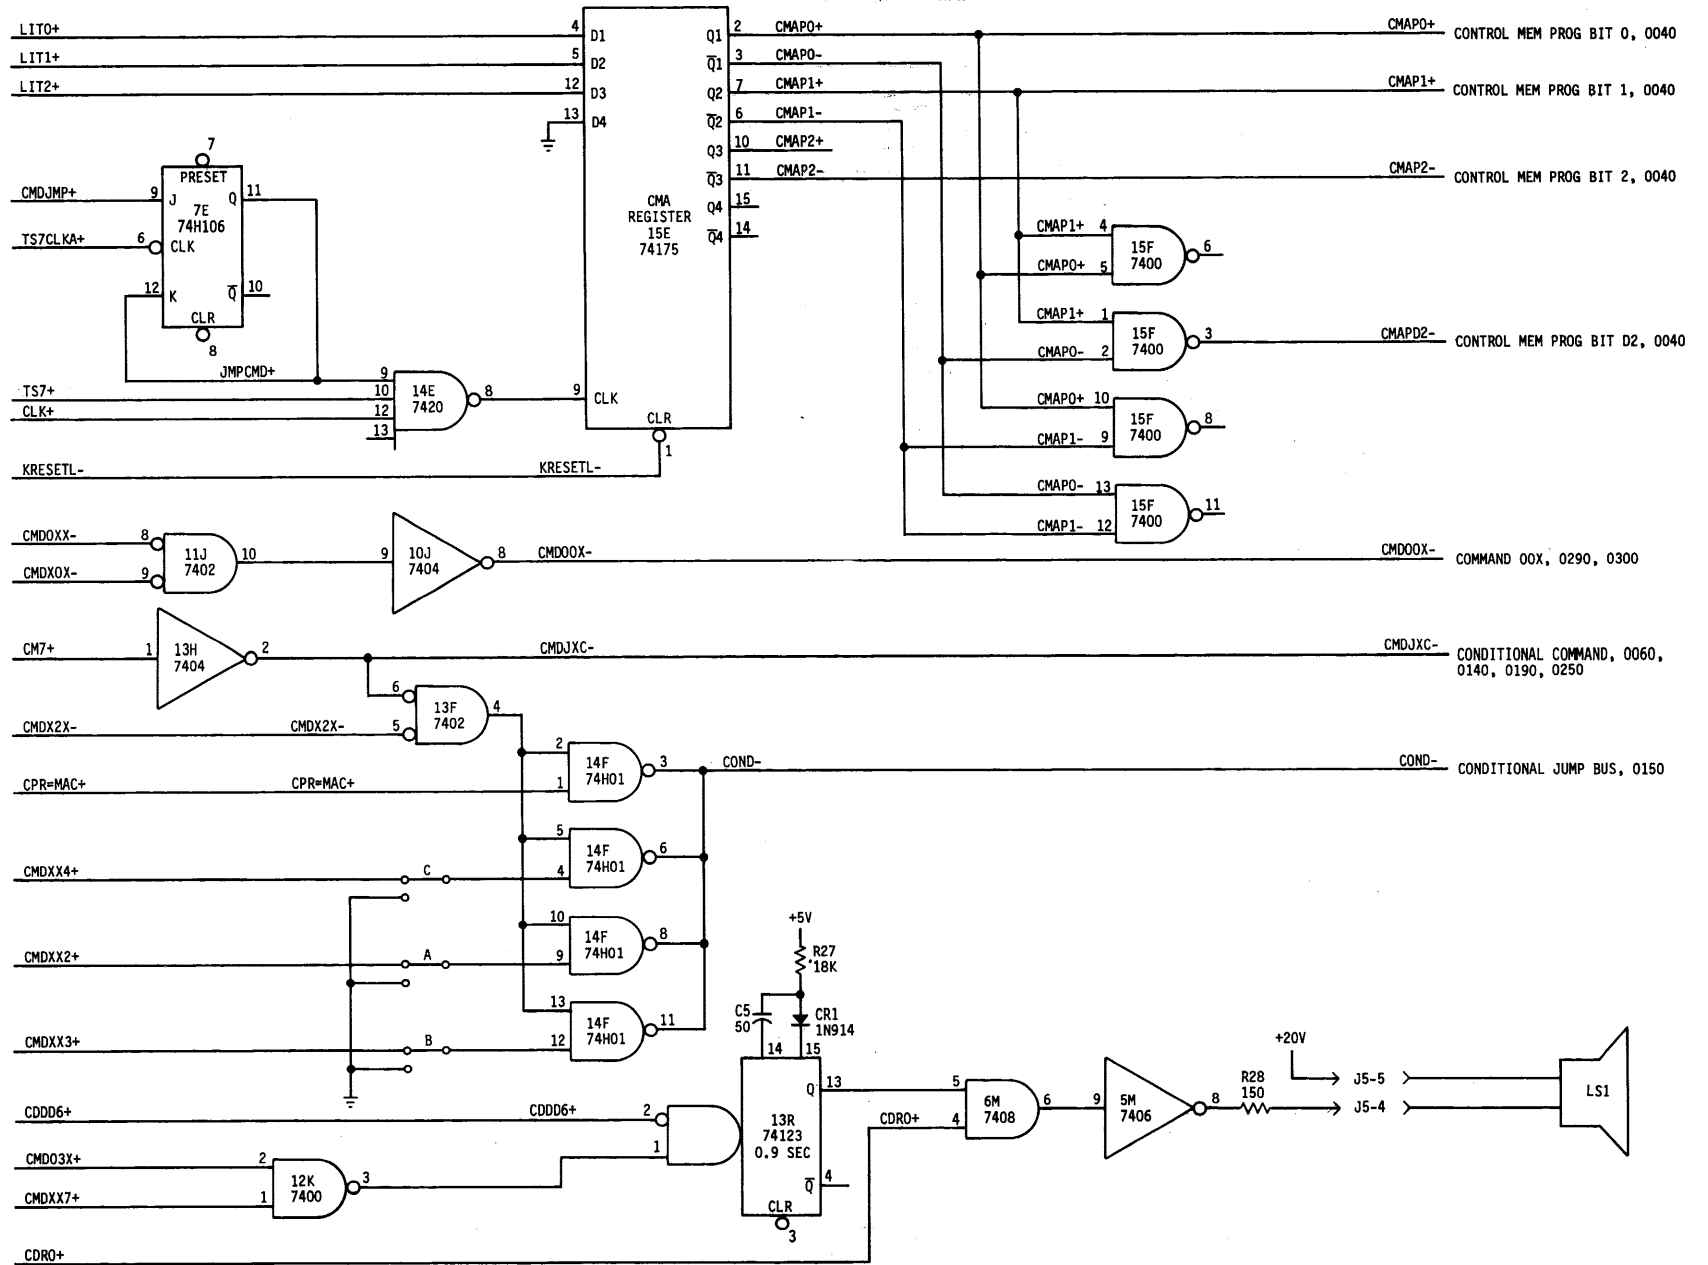 LIT0+ 4 D1 Q1 2 CMAP0+ CMAP0+ CONTROL MEM PROG BIT 0, 0040
LIT1+ 5 D2 Q1 3 CMAP0-
LIT2+ 12 D3 Q2 7 CMAP1+ CMAP1+ CONTROL MEM PROG BIT 1, 0040
13 D4 Q2 6 CMAP1-
Q3 10 CMAP2+
Q3 11 CMAP2- CMAP2- CONTROL MEM PROG BIT 2, 0040
Q4 15
Q4 14
CMA
REGISTER
15E
74175
7
PRESET
CMDJMP+ 9 J Q 11
7E
74H106
TS7CLKA+ 6 CLK
12 K Q 10
CLR
8
JMPCMD+ 9
TS7+ 10
CLK+ 12
13
14E
7420
8
9 CLK
CLR
1
KRESETL- KRESETL-
CMAP1+ 4
CMAP0+ 5
15F
7400
6
CMAP1+ 1
CMAP0- 2
15F
7400
3 CMAPD2- CONTROL MEM PROG BIT D2, 0040
CMAP0+ 10
CMAP1- 9
15F
7400
8
CMAP0- 13
CMAP1- 12
15F
7400
11
CMD0XX- 8
CMDX0X- 9
11J
7402
10
9
10J
7404
8 CMD00X- CMD00X- COMMAND 00X, 0290, 0300
CM7+ 1
13H
7404
2 CMDJXC- CMDJXC- CONDITIONAL COMMAND, 0060,
0140, 0190, 0250
6
CMDX2X- CMDX2X- 5
13F
7402
4
2
CPR=MAC+ CPR=MAC+ 1
14F
74H01
3 COND- COND- CONDITIONAL JUMP BUS, 0150
5
CMDXX4+ C 4
14F
74H01
6
10
CMDXX2+ A 9
14F
74H01
8
13
CMDXX3+ B 12
14F
74H01
11
+5V
R27
18K
C5
50
CR1
1N914
14 15
CDDD6+ CDDD6+ 2
1
13R
74123
0.9 SEC
Q 13
Q 4
CLR
3
CMD03X+ 2
CMDXX7+ 1
12K
7400
3
5
CDR0+ 4
6M
7408
6
9
5M
7406
8
R28
150
+20V
J5-5
J5-4
LS1
CDR0+